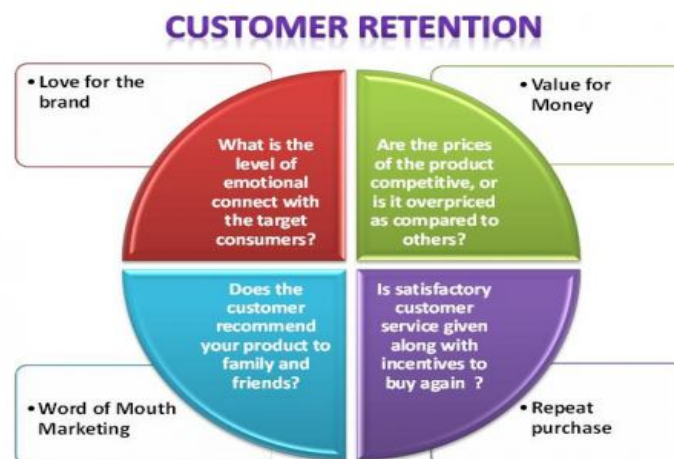 CUSTOMER RETENTION
• Love for the
brand
• Value for
Money
What is the
level of
emotional
connect with
the target
consumers?
Are the prices
of the product
competitive, or
is it overpriced
as compared to
others?
Does the
customer
recommend
your product to
family and
friends?
Is satisfactory
customer
service given
along with
incentives to
buy again ?
• Word of Mouth
Marketing
• Repeat
purchase